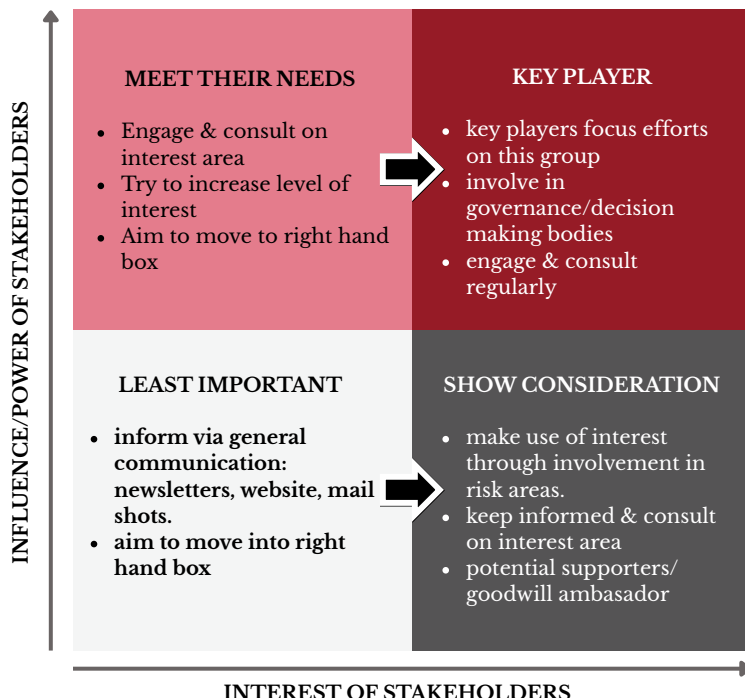 INFLUENCE/POWER OF STAKEHOLDERS
MEET THEIR NEEDS
• Engage & consult on
interest area
• Try to increase level of
interest
• Aim to move to right hand
box
KEY PLAYER
• key players focus efforts
on this group
• involve in
governance/decision
making bodies
• engage & consult
regularly
LEAST IMPORTANT
• inform via general
communication:
newsletters, website, mail
shots.
• aim to move into right
hand box
SHOW CONSIDERATION
• make use of interest
through involvement in
risk areas.
• keep informed & consult
on interest area
• potential supporters/
goodwill ambasador
INTEREST OF STAKEHOLDERS